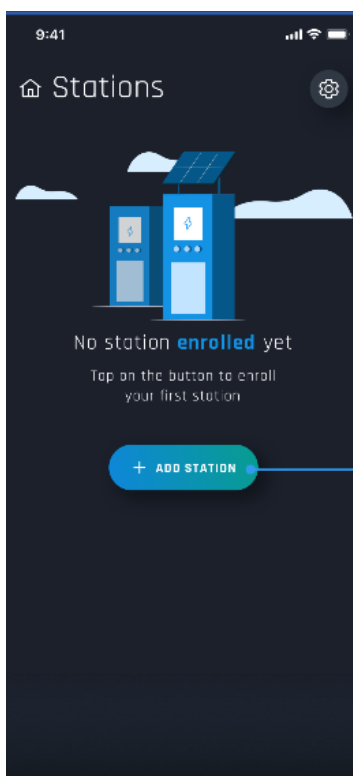 9:41
Stations
No station enrolled yet
Tap on the button to enroll
your first station
+ ADD STATION